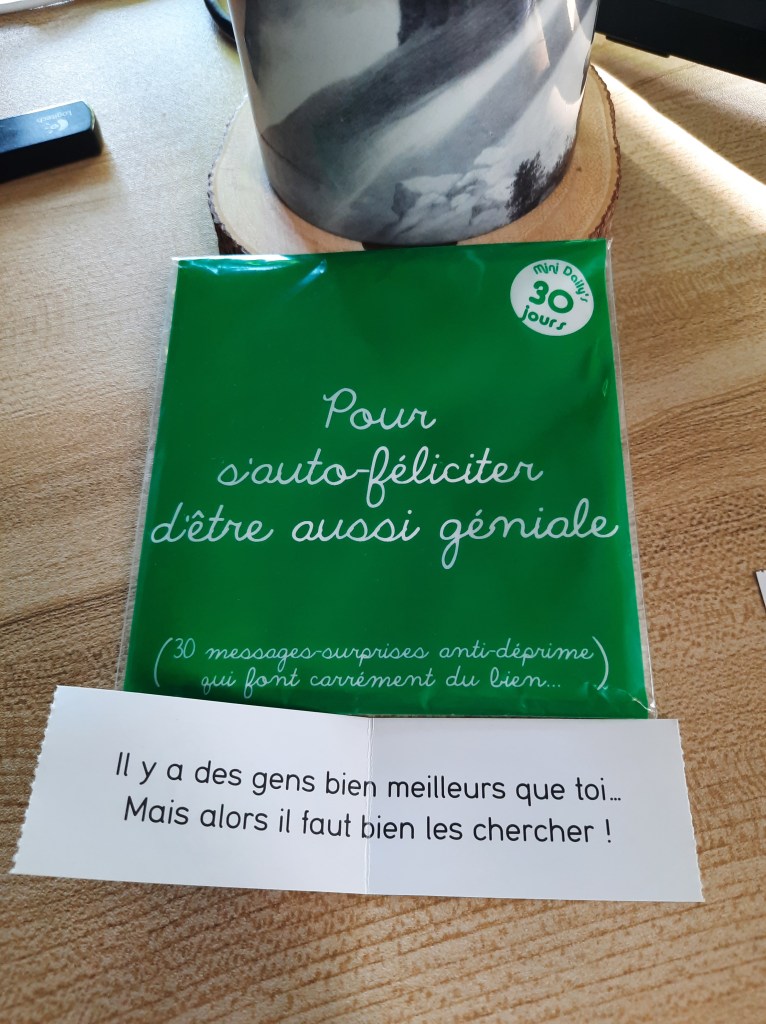 Logitech
Mini Daily's
30
jours
Pour
s'auto-féliciter
d'être aussi géniale
(30 messages-surprises anti-déprime
qui font carrément du bien...)
Il y a des gens bien meilleurs que toi...
Mais alors il faut bien les chercher !